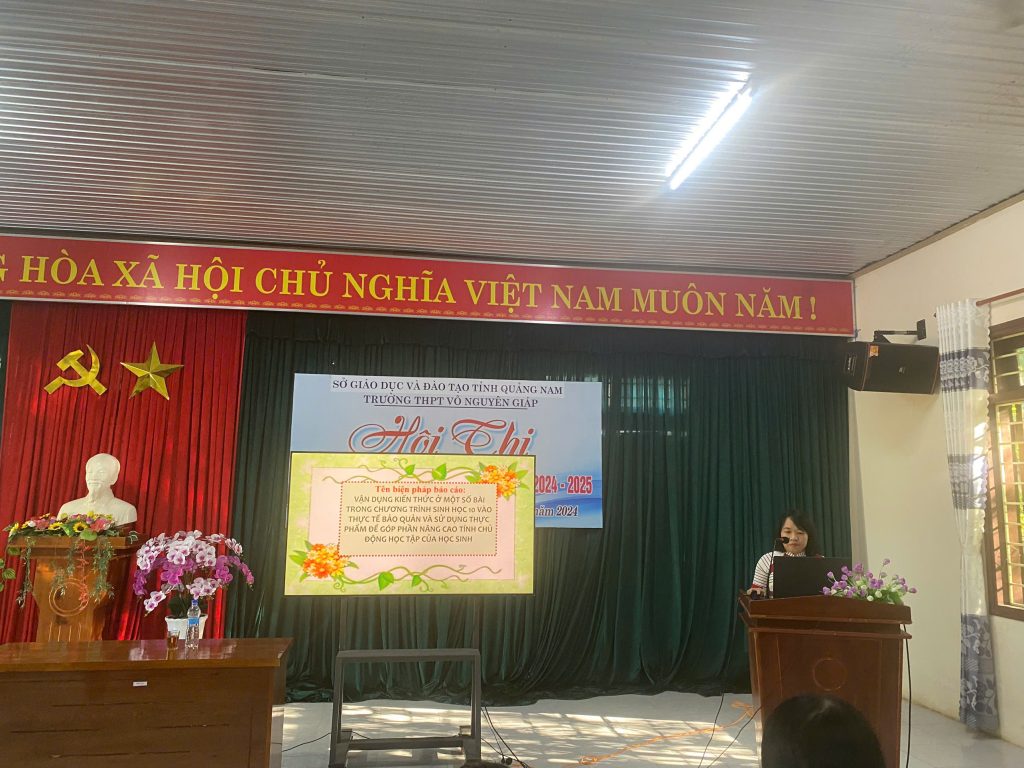 G HÒA XÃ HỘI CHỦ NGHĨA VIỆT NAM MUÔN NĂM !
SỞ GIÁO DỤC VÀ ĐÀO TẠO TỈNH QUẢNG NAM
TRƯỜNG THPT VÕ NGUYÊN GIÁP
Hội Thi
2024 - 2025
năm 2024
Tên biện pháp báo cáo:
VẬN DỤNG KIẾN THỨC Ở MỘT SỐ BÀI
TRONG CHƯƠNG TRÌNH SINH HỌC 10 VÀO
THỰC TẾ BẢO QUẢN VÀ SỬ DỤNG THỰC
PHẨM ĐỂ GÓP PHẦN NÂNG CAO TÍNH CHỦ
ĐỘNG HỌC TẬP CỦA HỌC SINH